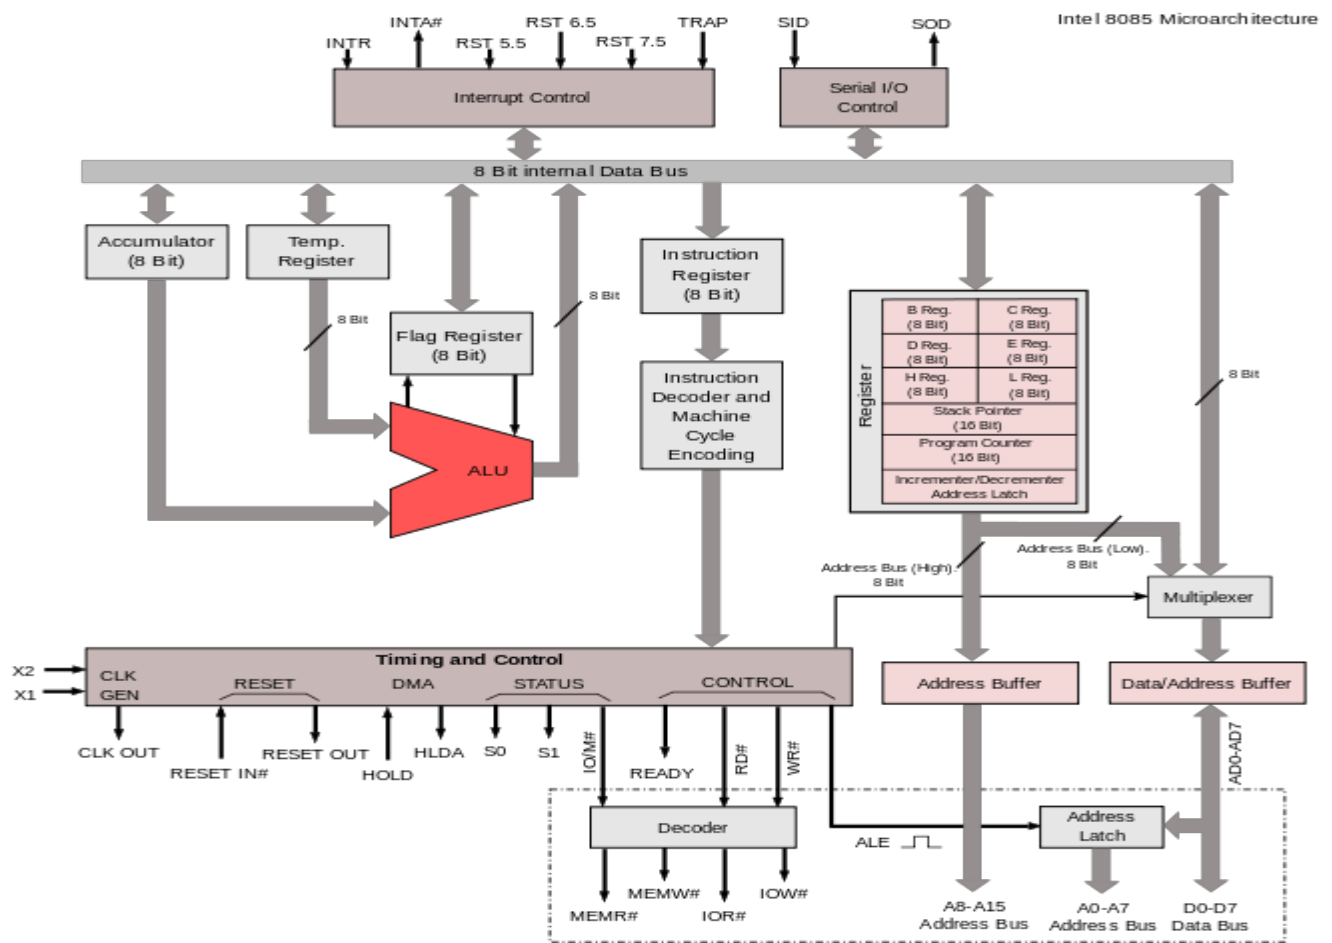 Intel 8085 Microarchitecture
INTR
INTA#
RST 5.5
RST 6.5
RST 7.5
TRAP
SID
SOD
Interrupt Control
Serial I/O
Control
8 Bit internal Data Bus
Accumulator
(8 Bit)
Temp.
Register
8 Bit
Flag Register
(8 Bit)
8 Bit
ALU
Instruction
Register
(8 Bit)
Instruction
Decoder and
Machine
Cycle
Encoding
Register
B Reg.
(8 Bit)
C Reg.
(8 Bit)
D Reg.
(8 Bit)
E Reg.
(8 Bit)
H Reg.
(8 Bit)
L Reg.
(8 Bit)
Stack Pointer
(16 Bit)
Program Counter
(16 Bit)
Incrementer/Decrementer
Address Latch
8 Bit
Address Bus (High).
8 Bit
Address Bus (Low).
8 Bit
Multiplexer
Timing and Control
X2
X1
CLK
GEN
RESET
DMA
STATUS
CONTROL
Address Buffer
Data/Address Buffer
CLK OUT
RESET IN#
RESET OUT
HOLD
HLDA
S0
S1
IO/M#
READY
RD#
WR#
AD0-AD7
Decoder
ALE
Address
Latch
MEMR#
MEMW#
IOR#
IOW#
A8-A15
Address Bus
A0-A7
Address Bus
D0-D7
Data Bus